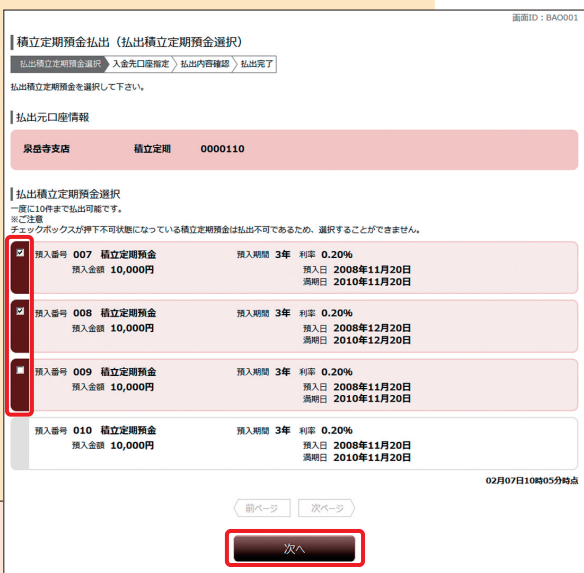 画面ID：BAO001
積立定期預金払出（払出積立定期預金選択）
払出積立定期預金選択 入金先口座指定 払出内容確認 払出完了
払出積立定期預金を選択して下さい。
払出元口座情報
泉岳寺支店 積立定期 0000110
払出積立定期預金選択
一度に10件まで払出可能です。
※ご注意
チェックボックスが押下不可状態になっている積立定期預金は払出不可であるため、選択することができません。
預入番号 007 積立定期預金 預入期間 3年 利率 0.20%
預入金額 10,000円 預入日 2008年11月20日
満期日 2010年11月20日
預入番号 008 積立定期預金 預入期間 3年 利率 0.20%
預入金額 10,000円 預入日 2008年12月20日
満期日 2010年12月20日
預入番号 009 積立定期預金 預入期間 3年 利率 0.20%
預入金額 10,000円 預入日 2008年11月20日
満期日 2010年11月20日
預入番号 010 積立定期預金 預入期間 3年 利率 0.20%
預入金額 10,000円 預入日 2008年11月20日
満期日 2010年11月20日
02月07日10時05分時点
前ページ 次ページ
次へ